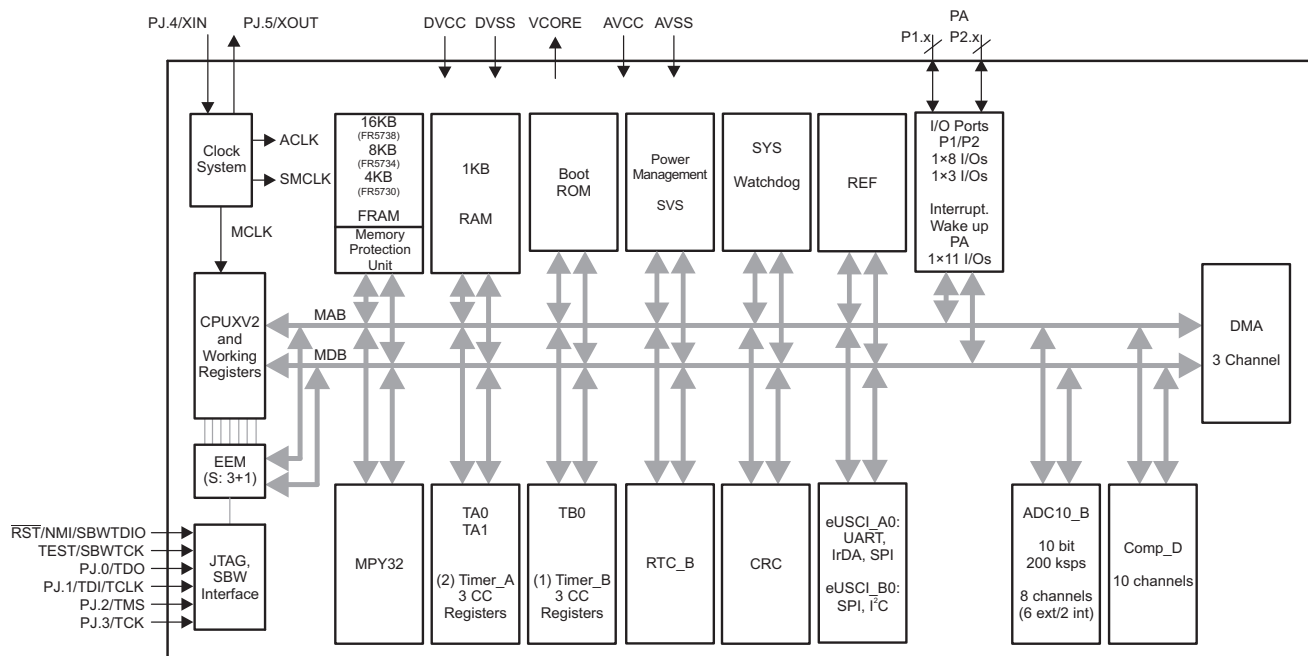 PJ.4/XIN
PJ.5/XOUT
DVCC
DVSS
VCORE
AVCC
AVSS
PA
P1.x
P2.x
Clock
System
ACLK
SMCLK
MCLK
16KB
(FR5738)
8KB
(FR5734)
4KB
(FR5730)
FRAM
Memory
Protection
Unit
1KB
RAM
Boot
ROM
Power
Management
SVS
SYS
Watchdog
REF
I/O Ports
P1/P2
1×8 I/Os
1×3 I/Os
Interrupt.
Wake up
PA
1×11 I/Os
CPUXV2
and
Working
Registers
MAB
MDB
DMA
3 Channel
EEM
(S: 3+1)
RST/NMI/SBWTDIO
TEST/SBWTCK
PJ.0/TDO
PJ.1/TDI/TCLK
PJ.2/TMS
PJ.3/TCK
JTAG,
SBW
Interface
MPY32
TA0
TA1
(2) Timer_A
3 CC
Registers
TB0
(1) Timer_B
3 CC
Registers
RTC_B
CRC
eUSCI_A0:
UART,
IrDA, SPI
eUSCI_B0:
SPI, I²C
ADC10_B
10 bit
200 ksps
8 channels
(6 ext/2 int)
Comp_D
10 channels